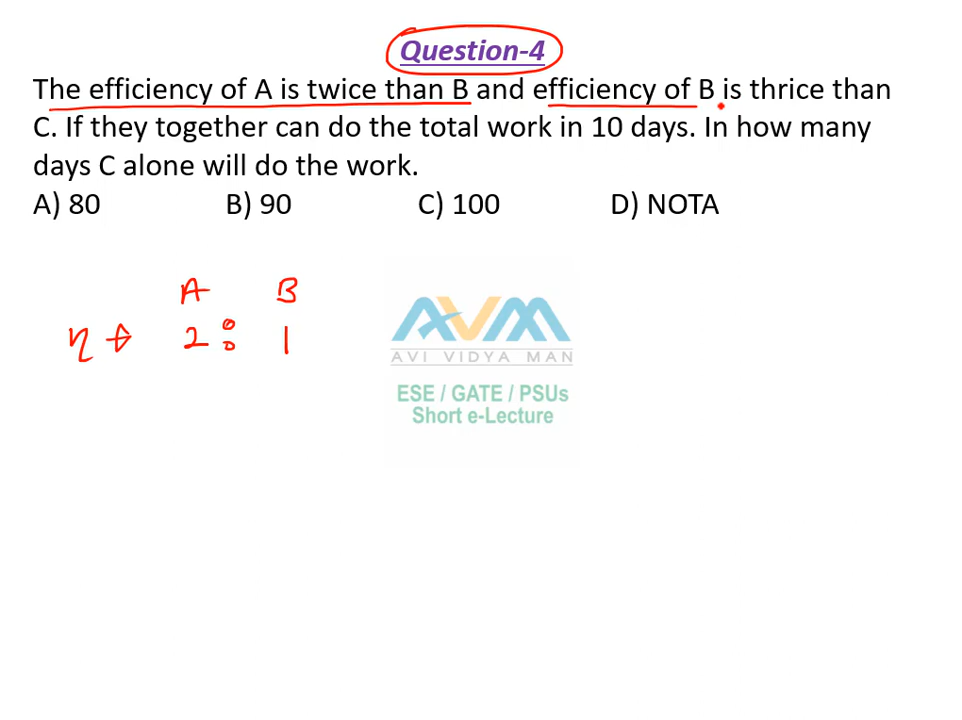 Question-4
The efficiency of A is twice than B and efficiency of B is thrice than
C. If they together can do the total work in 10 days. In how many
days C alone will do the work.
A) 80 B) 90 C) 100 D) NOTA
A B
η → 2 : 1
AVM
AVI VIDYA MAN
ESE / GATE / PSUs
Short e-Lecture